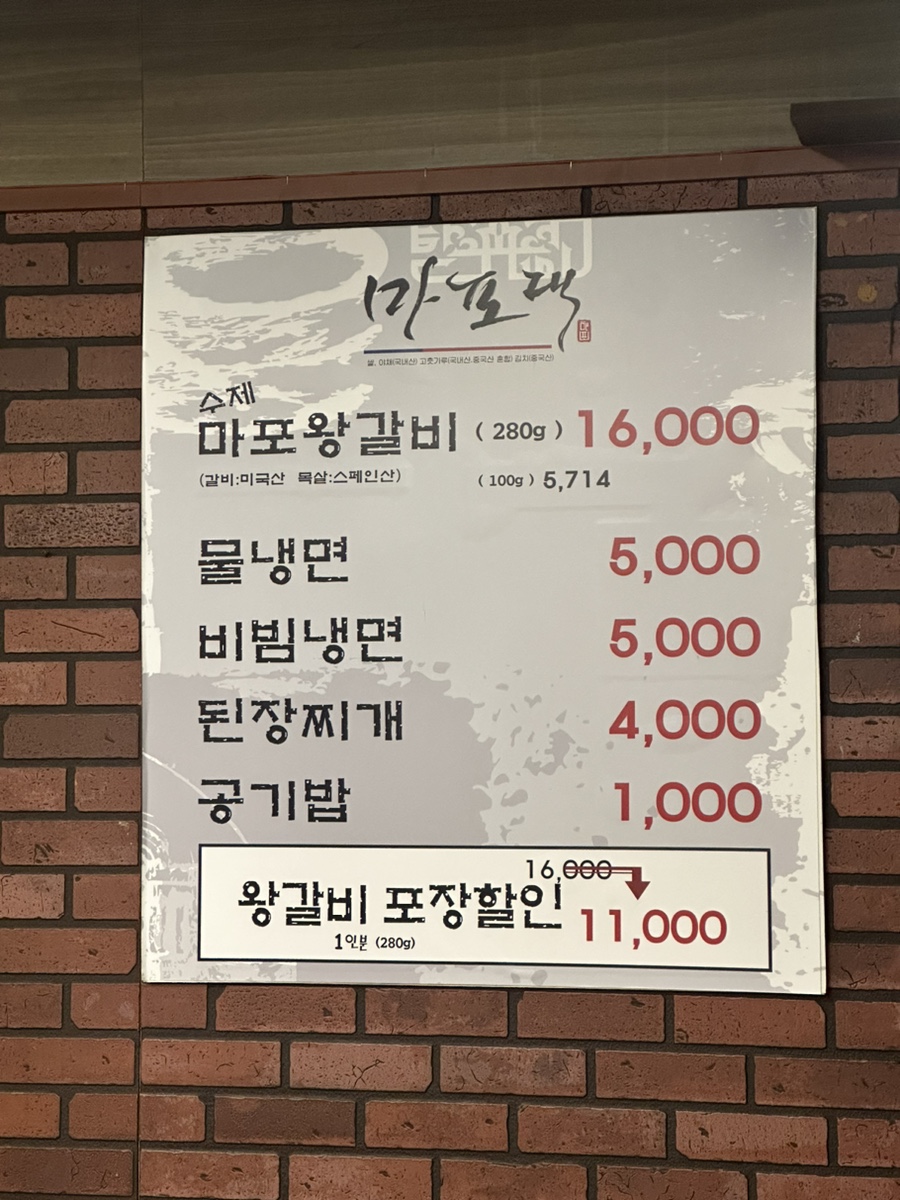 마포댁
쌀, 야채(국내산) 고춧가루(국내산,중국산 혼합) 김치(중국산)
수제
마포왕갈비 ( 280g ) 16,000
(갈비:미국산 목살:스페인산) ( 100g ) 5,714
물냉면 5,000
비빔냉면 5,000
된장찌개 4,000
공기밥 1,000
16,000
왕갈비 포장할인 11,000
1인분 (280g)